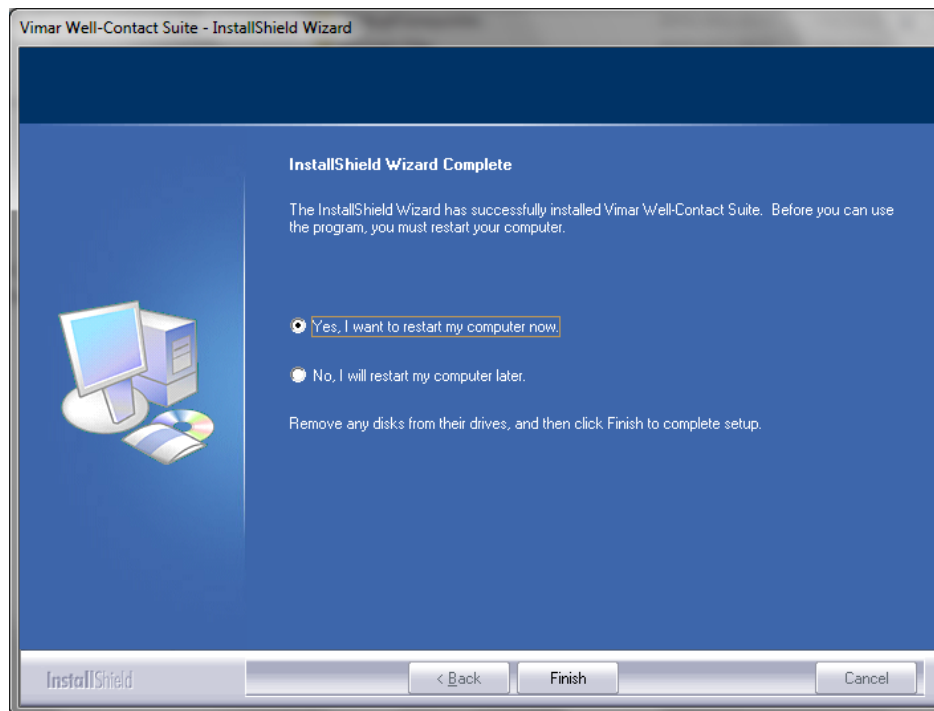 Vimar Well-Contact Suite - InstallShield Wizard
InstallShield Wizard Complete
The InstallShield Wizard has successfully installed Vimar Well-Contact Suite.  Before you can use
the program, you must restart your computer.
Yes, I want to restart my computer now.
No, I will restart my computer later.
Remove any disks from their drives, and then click Finish to complete setup.
InstallShield
< Back
Finish
Cancel